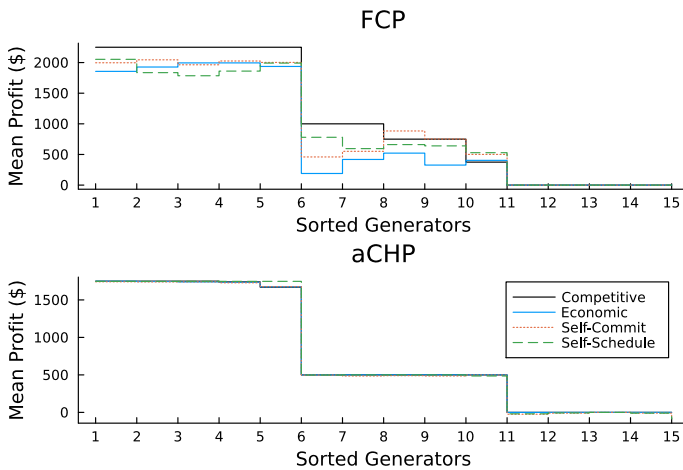 FCP
Mean Profit ($)
2000
1500
1000
500
0
1 2 3 4 5 6 7 8 9 10 11 12 13 14 15
Sorted Generators
aCHP
Mean Profit ($)
1500
1000
500
0
Competitive
Economic
Self-Commit
Self-Schedule
1 2 3 4 5 6 7 8 9 10 11 12 13 14 15
Sorted Generators